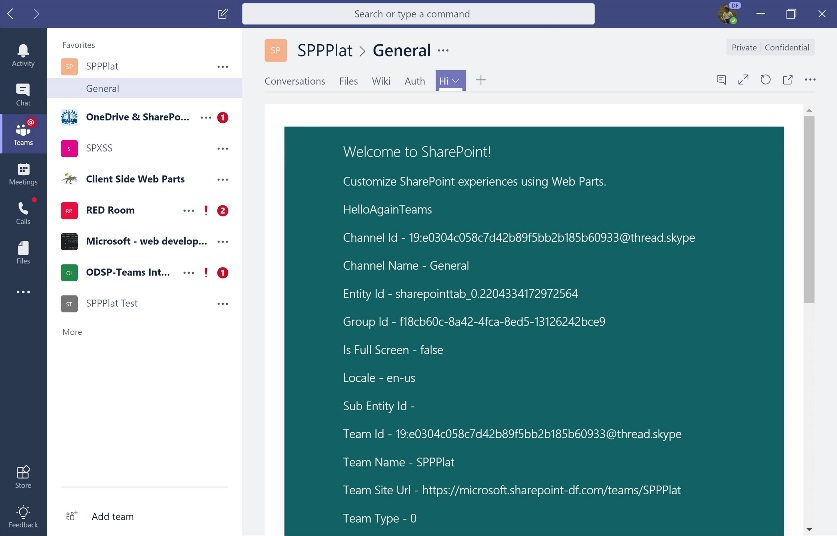 Search or type a command
DF
Activity
Chat
Teams
Meetings
Calls
Files
Store
Feedback
Favorites
SP
SPPPlat
General
OneDrive & SharePo...
1
S
SPXSS
Client Side Web Parts
RR
RED Room
!
2
Microsoft - web develop...
OI
ODSP-Teams Int...
!
1
ST
SPPPlat Test
More
Add team
SP
SPPPlat > General
Private
Confidential
Conversations
Files
Wiki
Auth
Hi
Welcome to SharePoint!
Customize SharePoint experiences using Web Parts.
HelloAgainTeams
Channel Id - 19:e0304c058c7d42b89f5bb2b185b60933@thread.skype
Channel Name - General
Entity Id - sharepointtab_0.2204334172972564
Group Id - f18cb60c-8a42-4fca-8ed5-13126242bce9
Is Full Screen - false
Locale - en-us
Sub Entity Id -
Team Id - 19:e0304c058c7d42b89f5bb2b185b60933@thread.skype
Team Name - SPPPlat
Team Site Url - https://microsoft.sharepoint-df.com/teams/SPPPlat
Team Type - 0